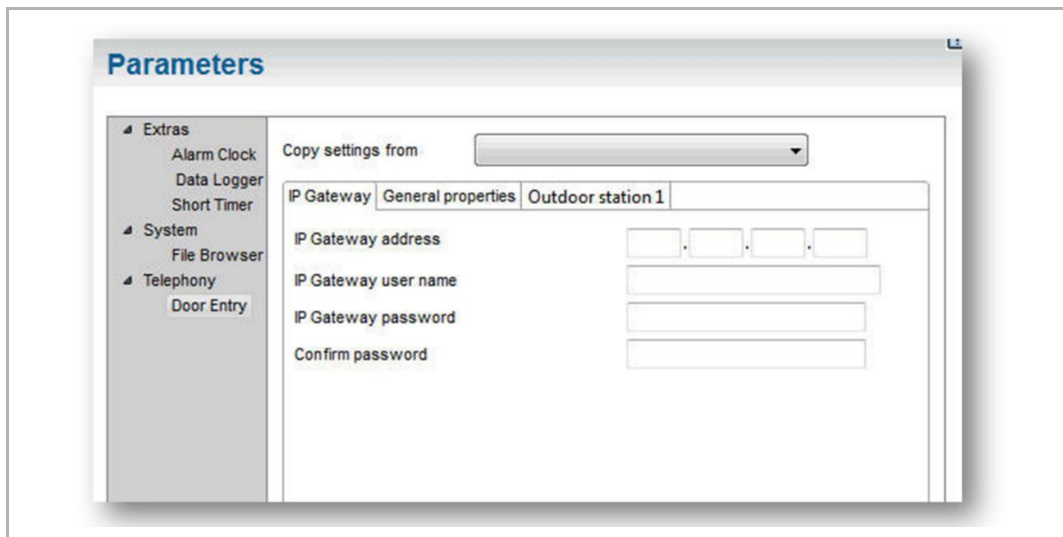 Parameters
Extras
Alarm Clock
Data Logger
Short Timer
System
File Browser
Telephony
Door Entry
Copy settings from
IP Gateway General properties Outdoor station 1
IP Gateway address . . .
IP Gateway user name
IP Gateway password
Confirm password